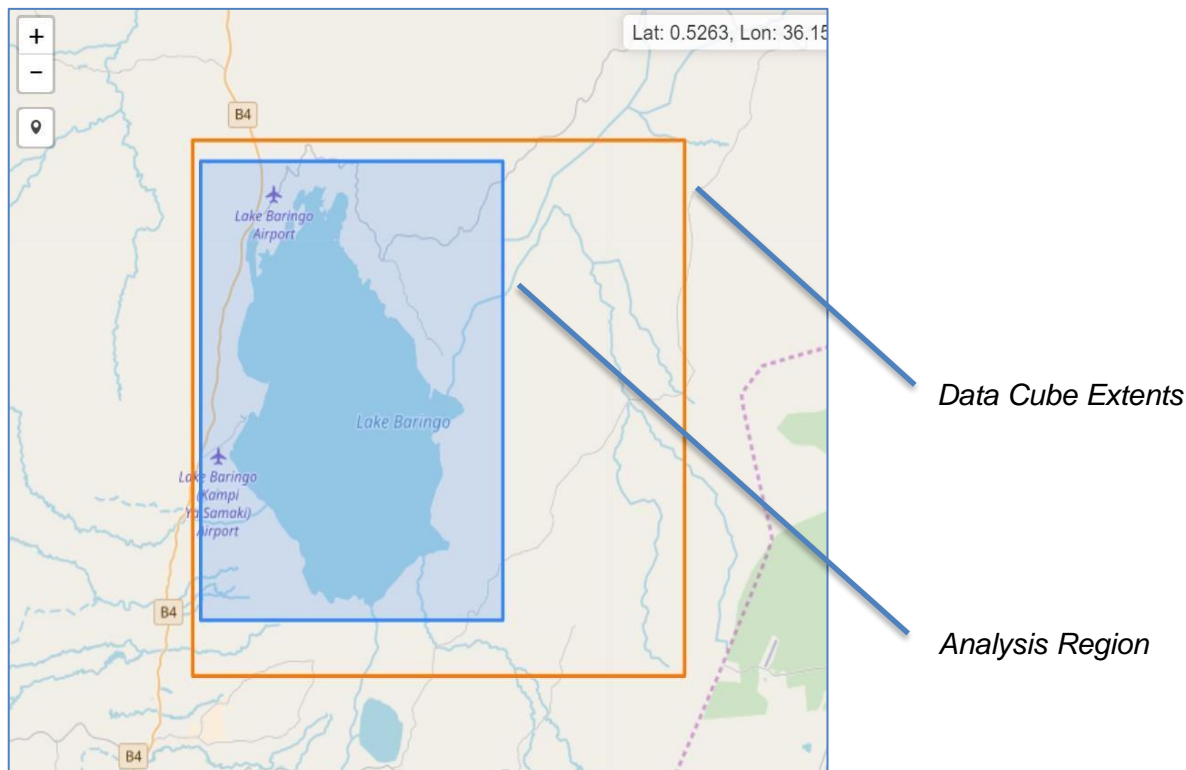 +
−
Lat: 0.5263, Lon: 36.15
B4
Lake Baringo
Airport
Lake Baringo
Lake Baringo
(Kampi
Ya Samaki)
Airport
B4
B4
Data Cube Extents
Analysis Region